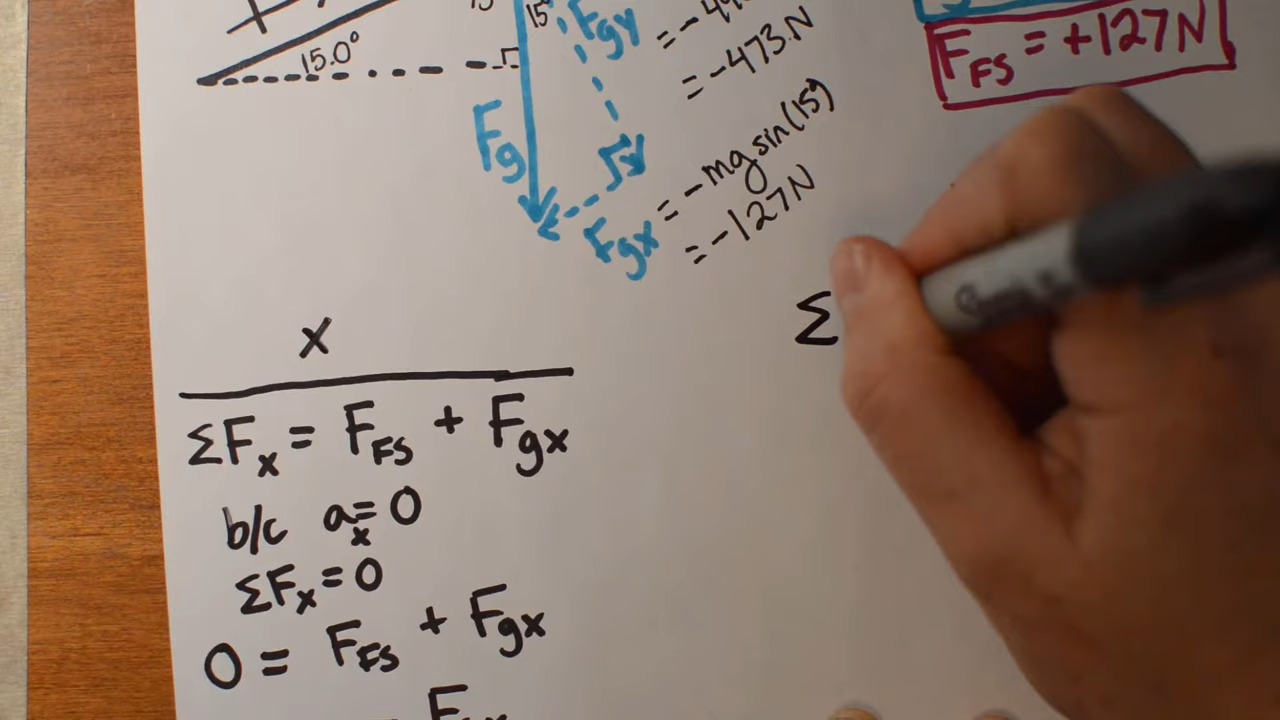 15.0°
15°
Fgy
= -473N
Fg
Fgx = -mg sin(15)
= -127N
FFS = +127N
x
ΣFx = FFS + Fgx
b/c ax = 0
ΣFx = 0
0 = FFS + Fgx
Σ